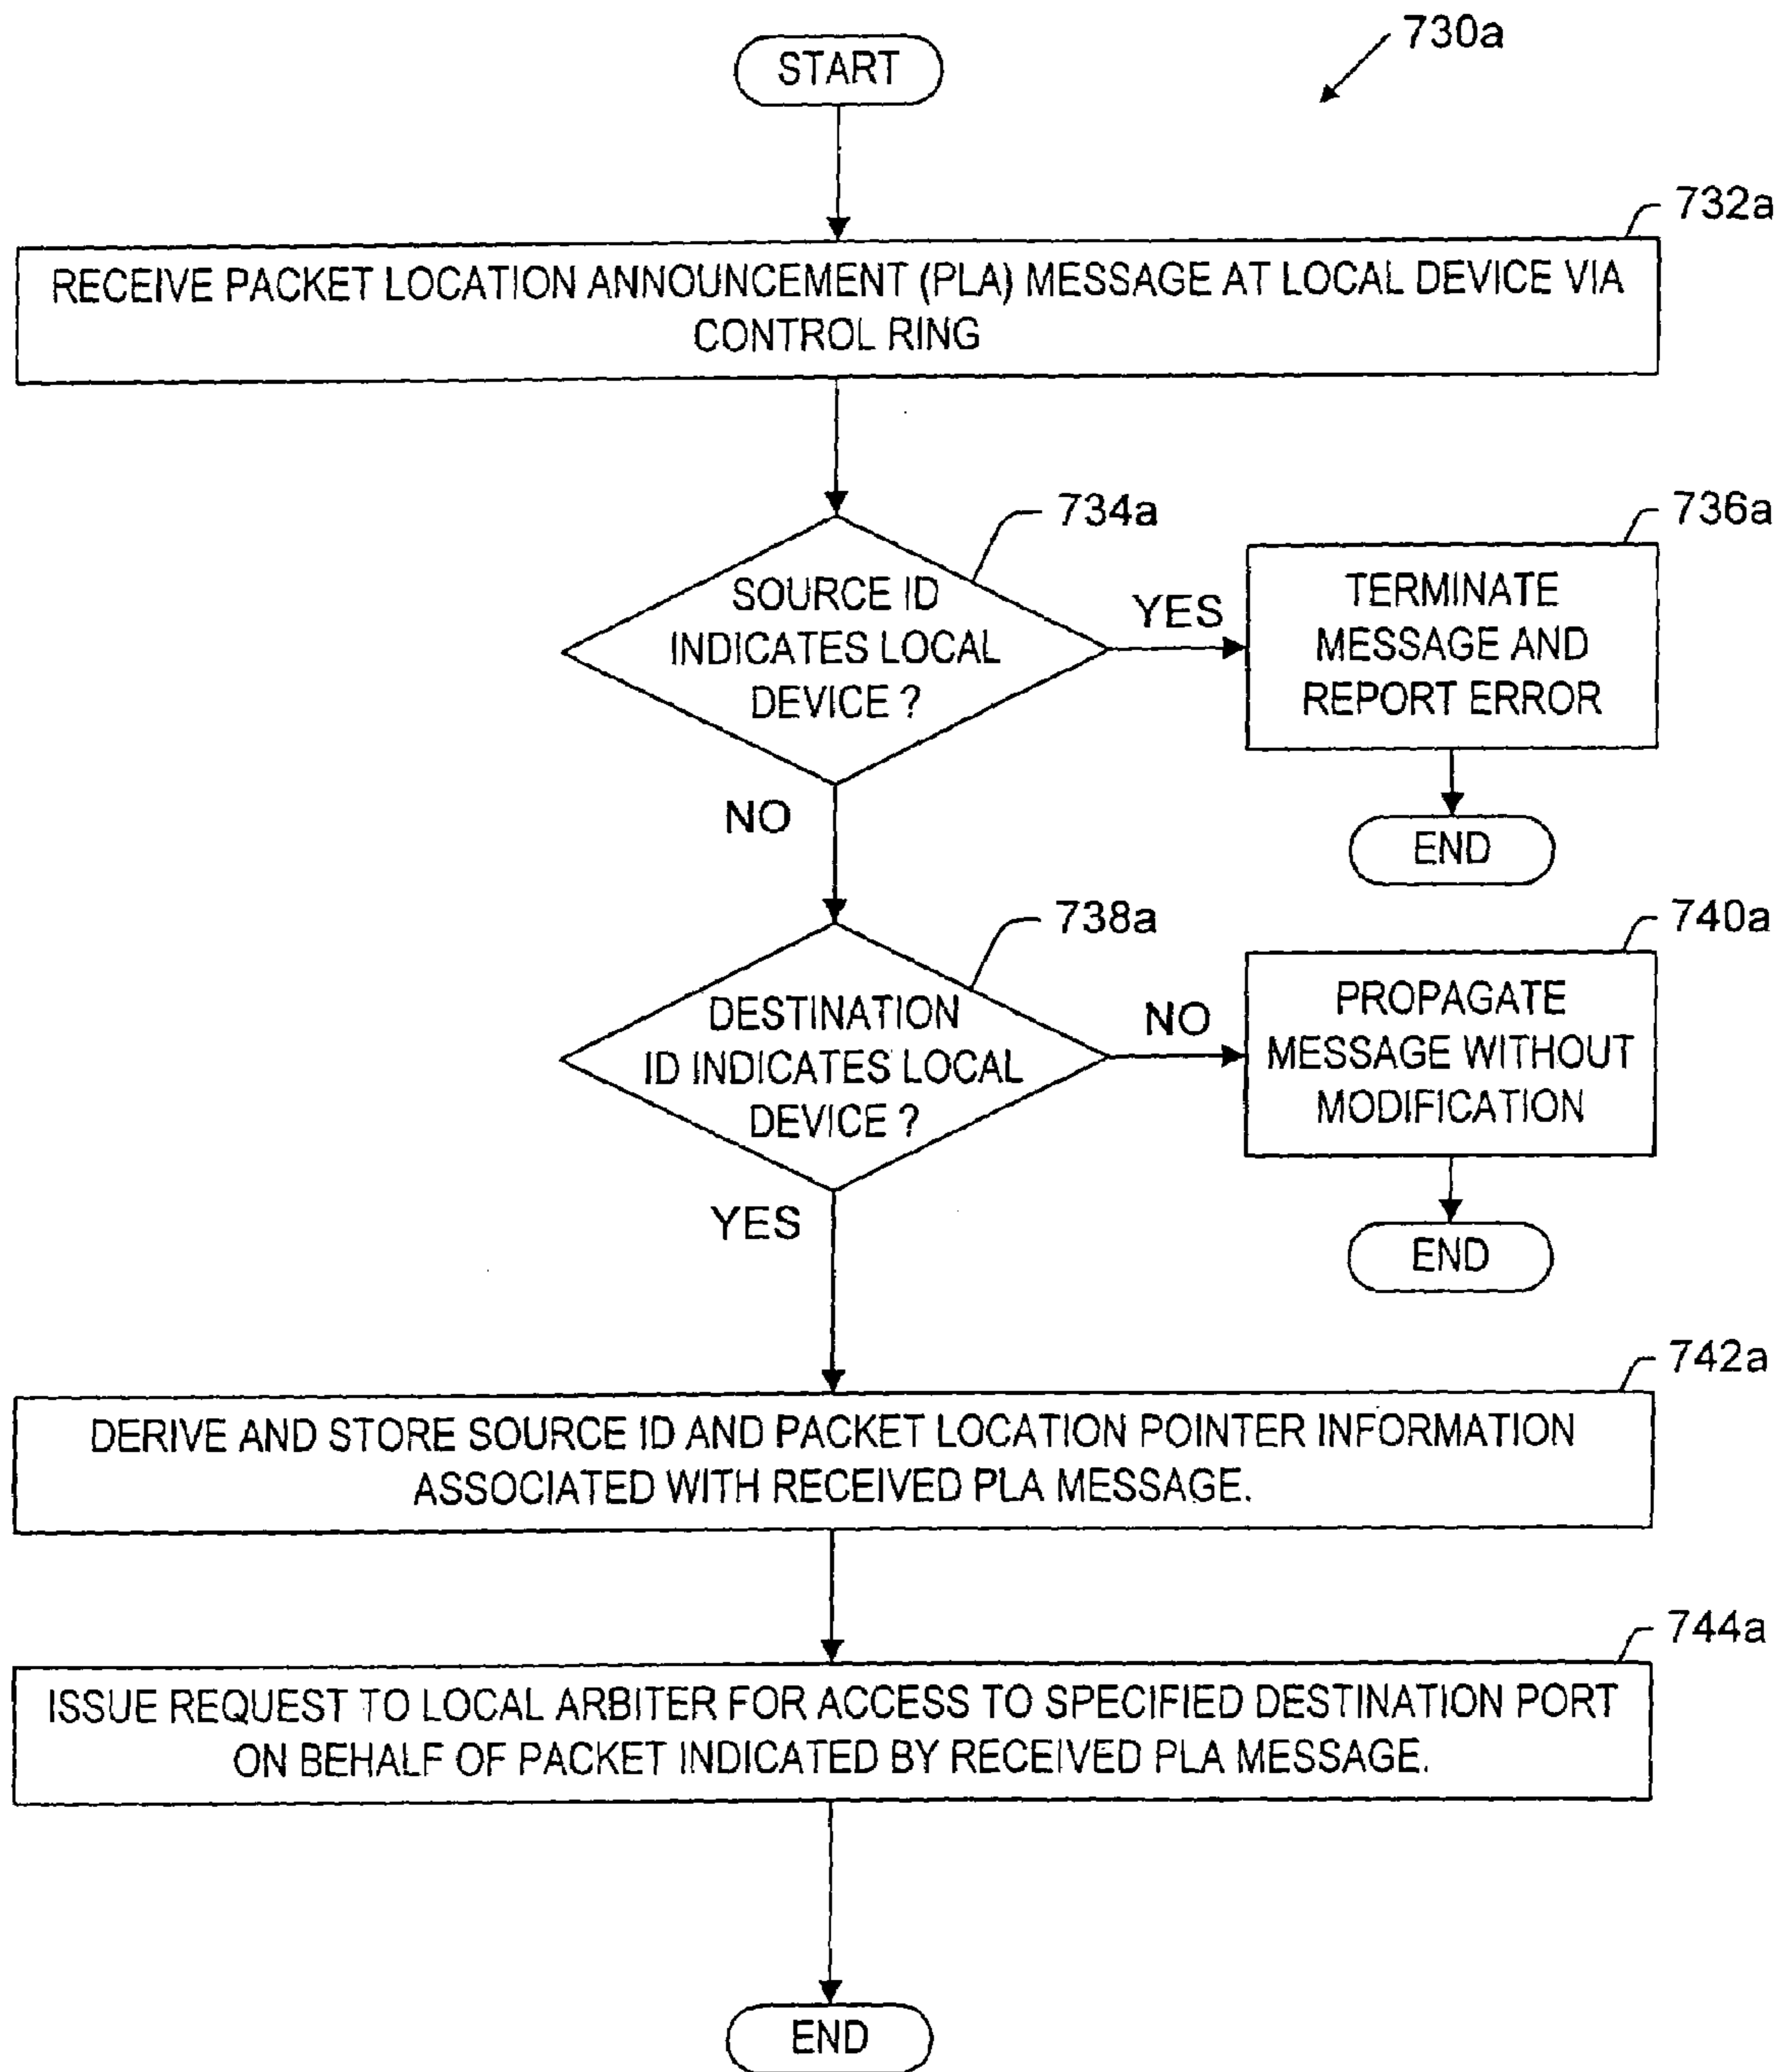 730a
START
732a
RECEIVE PACKET LOCATION ANNOUNCEMENT (PLA) MESSAGE AT LOCAL DEVICE VIA
CONTROL RING
734a
SOURCE ID
INDICATES LOCAL
DEVICE ?
YES
736a
TERMINATE
MESSAGE AND
REPORT ERROR
END
NO
738a
DESTINATION
ID INDICATES LOCAL
DEVICE ?
NO
740a
PROPAGATE
MESSAGE WITHOUT
MODIFICATION
END
YES
742a
DERIVE AND STORE SOURCE ID AND PACKET LOCATION POINTER INFORMATION
ASSOCIATED WITH RECEIVED PLA MESSAGE.
744a
ISSUE REQUEST TO LOCAL ARBITER FOR ACCESS TO SPECIFIED DESTINATION PORT
ON BEHALF OF PACKET INDICATED BY RECEIVED PLA MESSAGE.
END